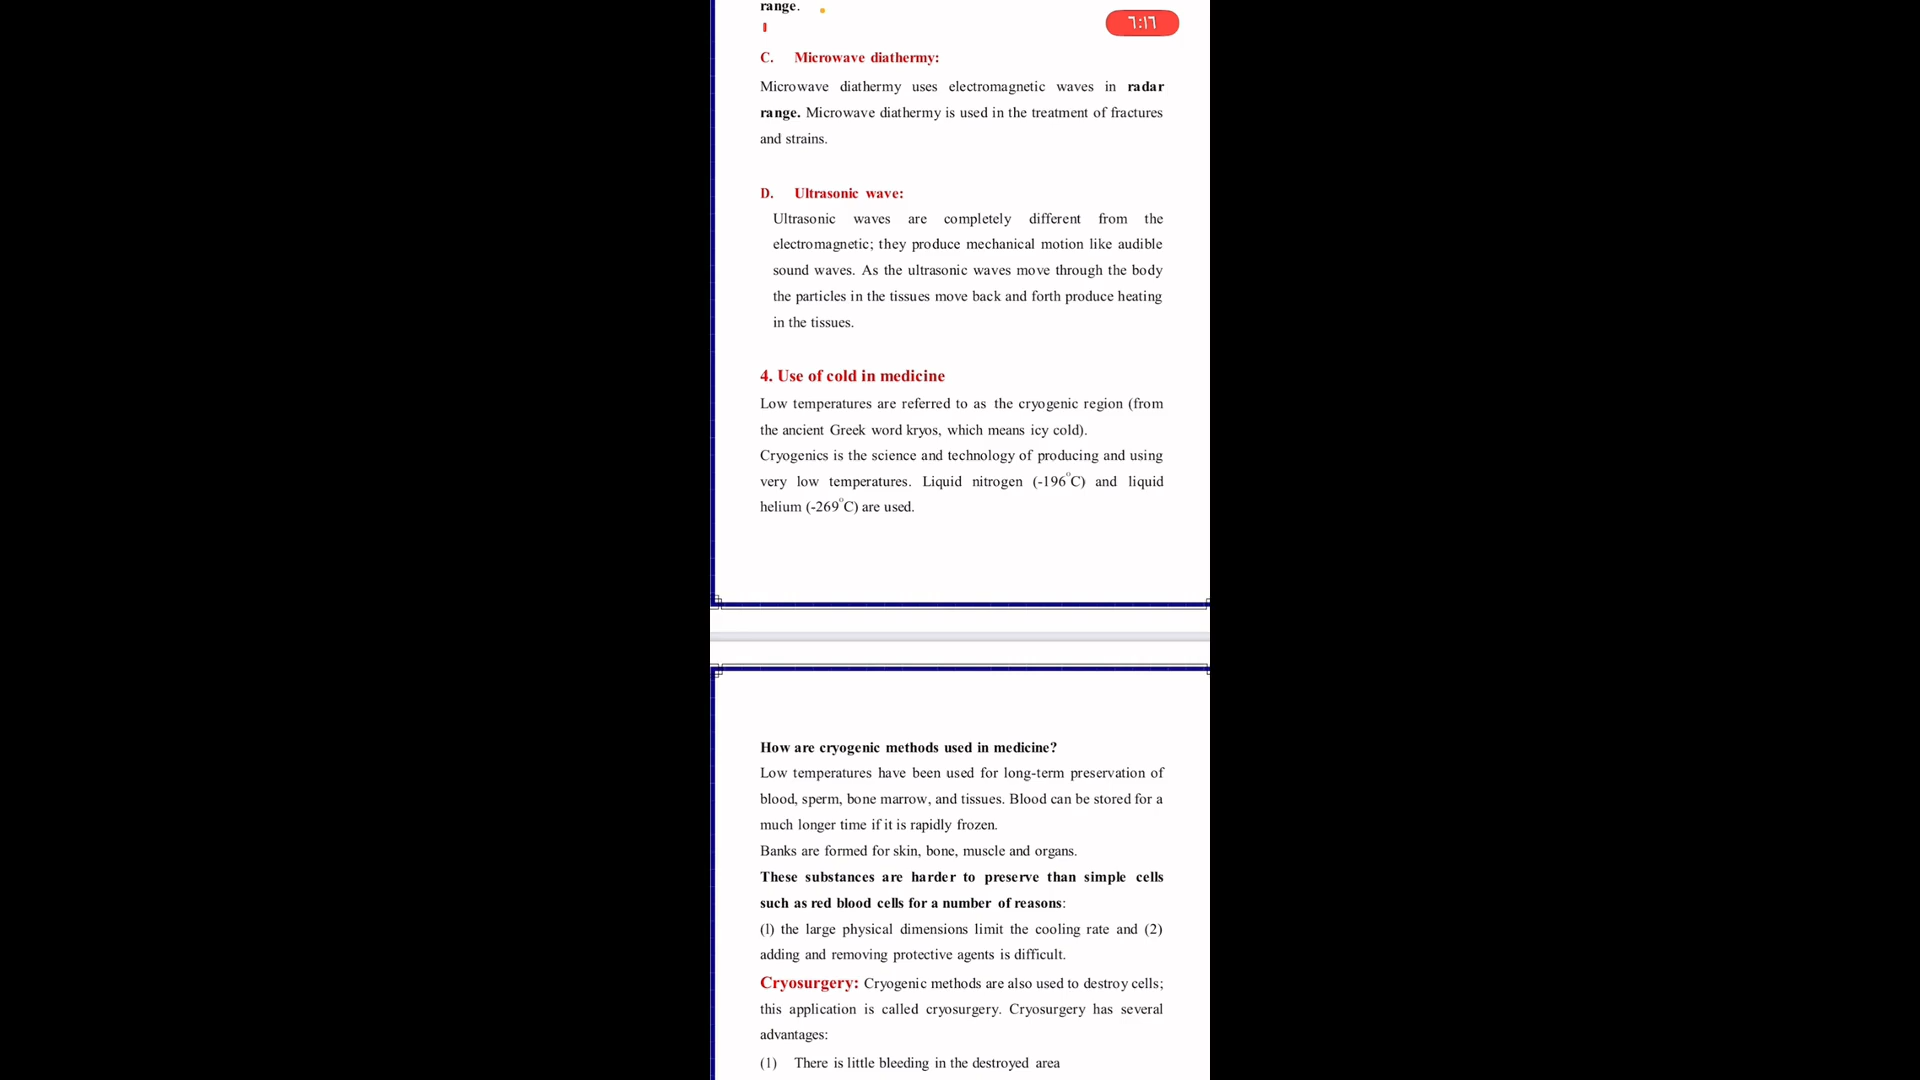 range.
٦:١٦
C. Microwave diathermy:
Microwave diathermy uses electromagnetic waves in radar
range. Microwave diathermy is used in the treatment of fractures
and strains.
D. Ultrasonic wave:
Ultrasonic waves are completely different from the
electromagnetic; they produce mechanical motion like audible
sound waves. As the ultrasonic waves move through the body
the particles in the tissues move back and forth produce heating
in the tissues.
4. Use of cold in medicine
Low temperatures are referred to as the cryogenic region (from
the ancient Greek word kryos, which means icy cold).
Cryogenics is the science and technology of producing and using
very low temperatures. Liquid nitrogen (-196°C) and liquid
helium (-269°C) are used.
How are cryogenic methods used in medicine?
Low temperatures have been used for long-term preservation of
blood, sperm, bone marrow, and tissues. Blood can be stored for a
much longer time if it is rapidly frozen.
Banks are formed for skin, bone, muscle and organs.
These substances are harder to preserve than simple cells
such as red blood cells for a number of reasons:
(l) the large physical dimensions limit the cooling rate and (2)
adding and removing protective agents is difficult.
Cryosurgery: Cryogenic methods are also used to destroy cells;
this application is called cryosurgery. Cryosurgery has several
advantages:
(1) There is little bleeding in the destroyed area